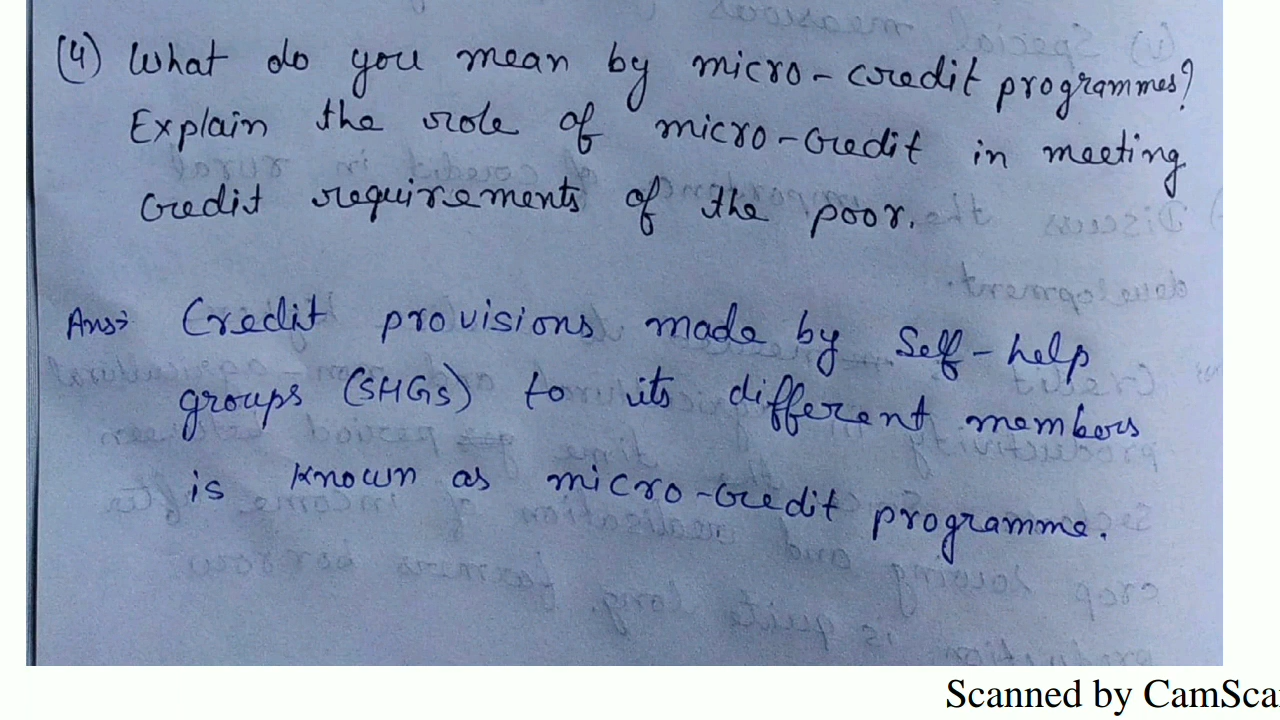 (4) What do you mean by micro-credit programmes?
Explain the role of micro-credit in meeting
credit requirements of the poor.
Ans:→ Credit provisions made by Self-help
groups (SHGs) to its different members
is known as micro-credit programme.
Scanned by CamSca